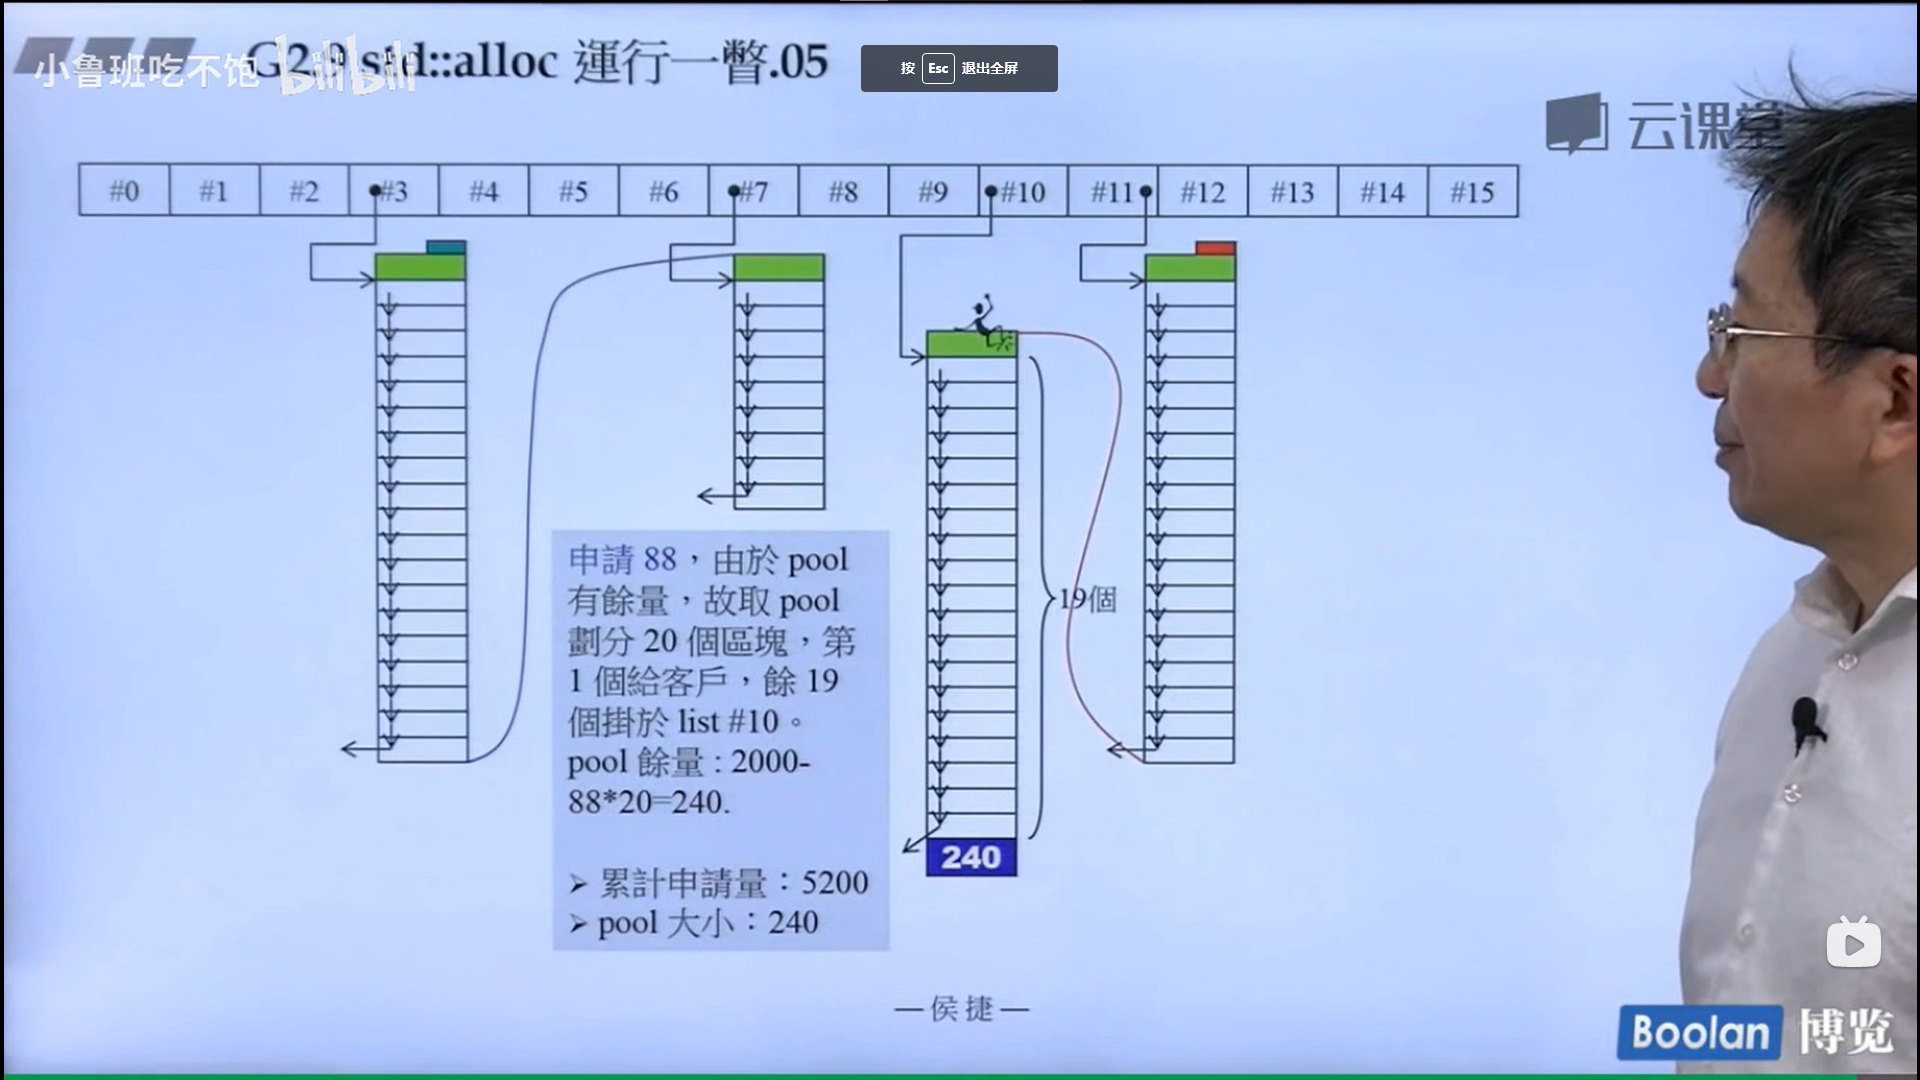 小鲁班吃不饱 bilibili
G2.9 std::alloc 運行一瞥.05
按 Esc 退出全屏
云课堂
#0 #1 #2 #3 #4 #5 #6 #7 #8 #9 #10 #11 #12 #13 #14 #15
申請 88，由於 pool
有餘量，故取 pool
劃分 20 個區塊，第
1 個給客戶，餘 19
個掛於 list #10。
pool 餘量 : 2000-
88*20=240.
➢ 累計申請量：5200
➢ pool 大小：240
19個
240
—侯捷—
Boolan 博览